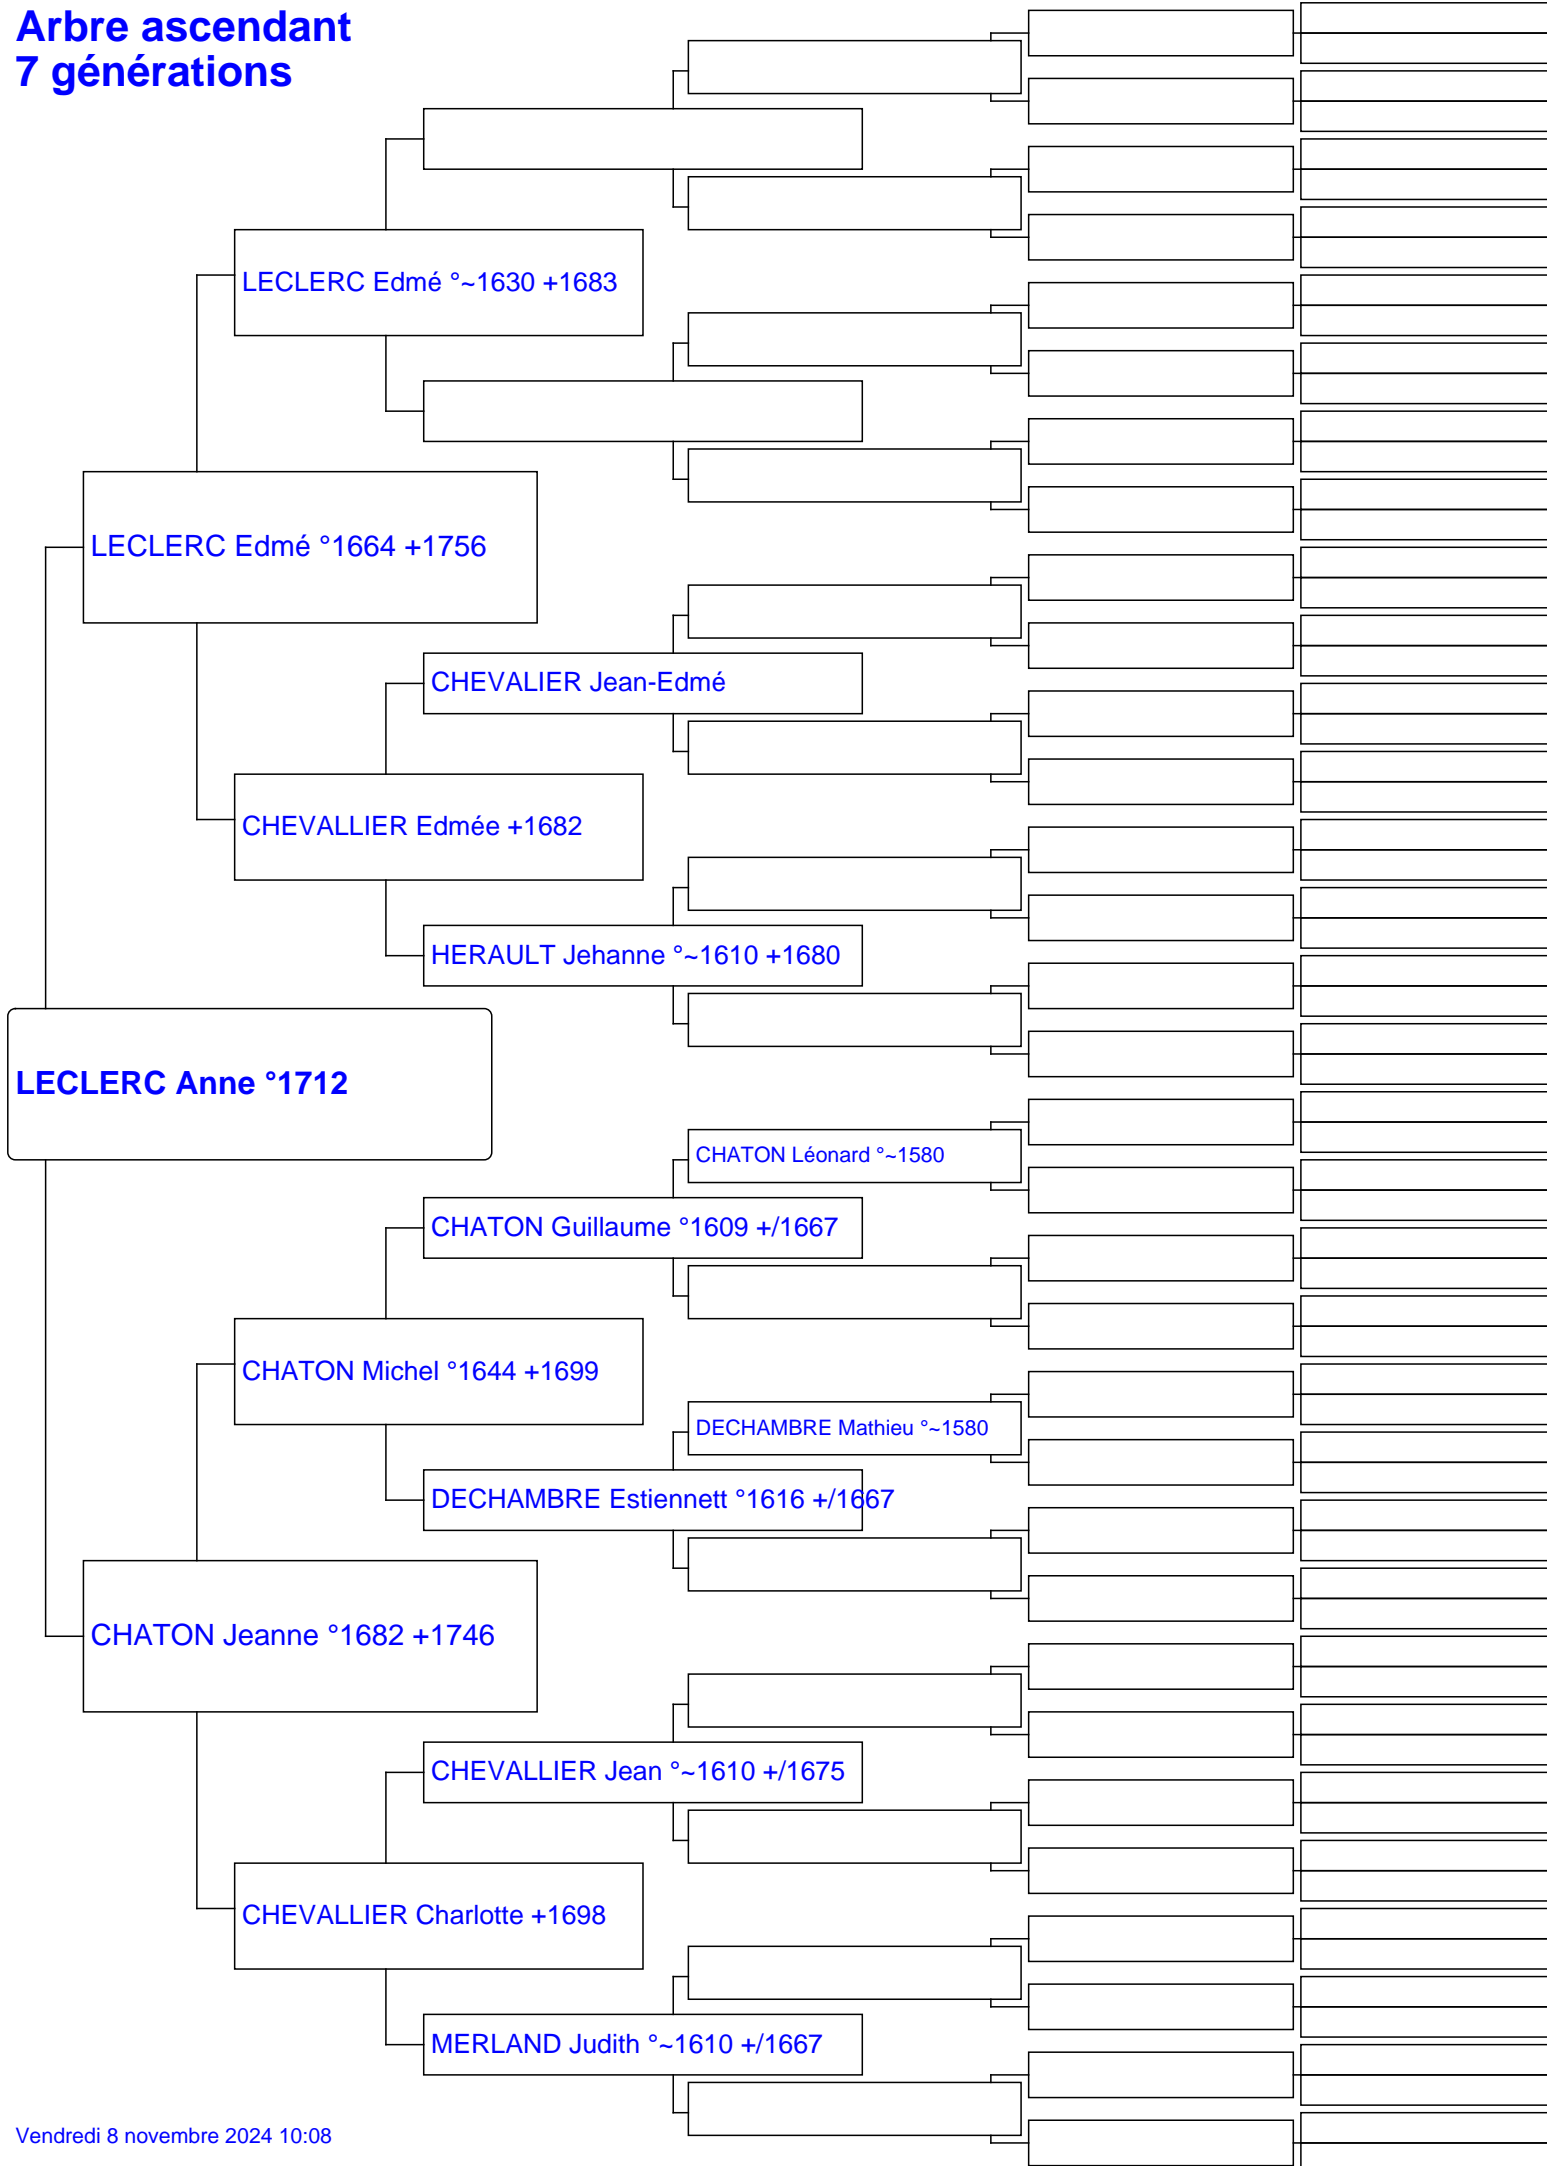 Arbre ascendant
7 générations
LECLERC Edmé °~1630 +1683
LECLERC Edmé °1664 +1756
CHEVALIER Jean-Edmé
CHEVALLIER Edmée +1682
HERAULT Jehanne °~1610 +1680
LECLERC Anne °1712
CHATON Léonard °~1580
CHATON Guillaume °1609 +/1667
CHATON Michel °1644 +1699
DECHAMBRE Mathieu °~1580
DECHAMBRE Estiennett °1616 +/1667
CHATON Jeanne °1682 +1746
CHEVALLIER Jean °~1610 +/1675
CHEVALLIER Charlotte +1698
MERLAND Judith °~1610 +/1667
Vendredi 8 novembre 2024 10:08